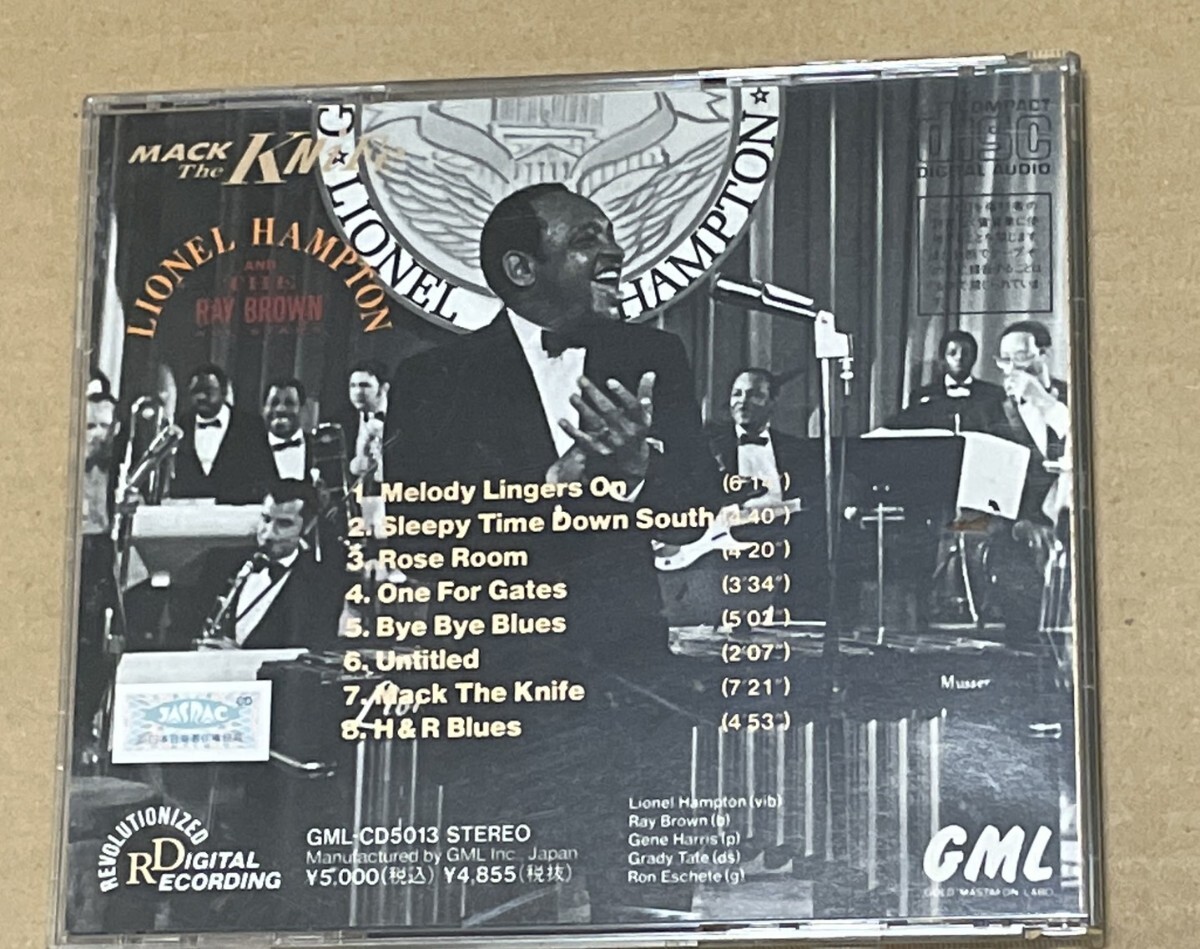 MACK
The KNIFE
LIONEL HAMPTON
AND
THE
RAY BROWN
G ☆ LIONEL HAMPTON ☆
COMPACT
disc
DIGITAL AUDIO
1. Melody Lingers On
2. Sleepy Time Down South (4′40″)
3. Rose Room (4′20″)
4. One For Gates (3′34″)
5. Bye Bye Blues
6. Untitled (2′07″)
7. Mack The Knife (7′21″)
8. H & R Blues (4′53″)
Musser
JASRAC
CD
REVOLUTIONIZED
DIGITAL
RECORDING
GML-CD5013 STEREO
Manufactured by GML Inc., Japan
¥5,000(税込) ¥4,855(税抜)
Lionel Hampton (vib)
Ray Brown (b)
Gene Harris (p)
Grady Tate (ds)
Ron Eschete (g)
GML